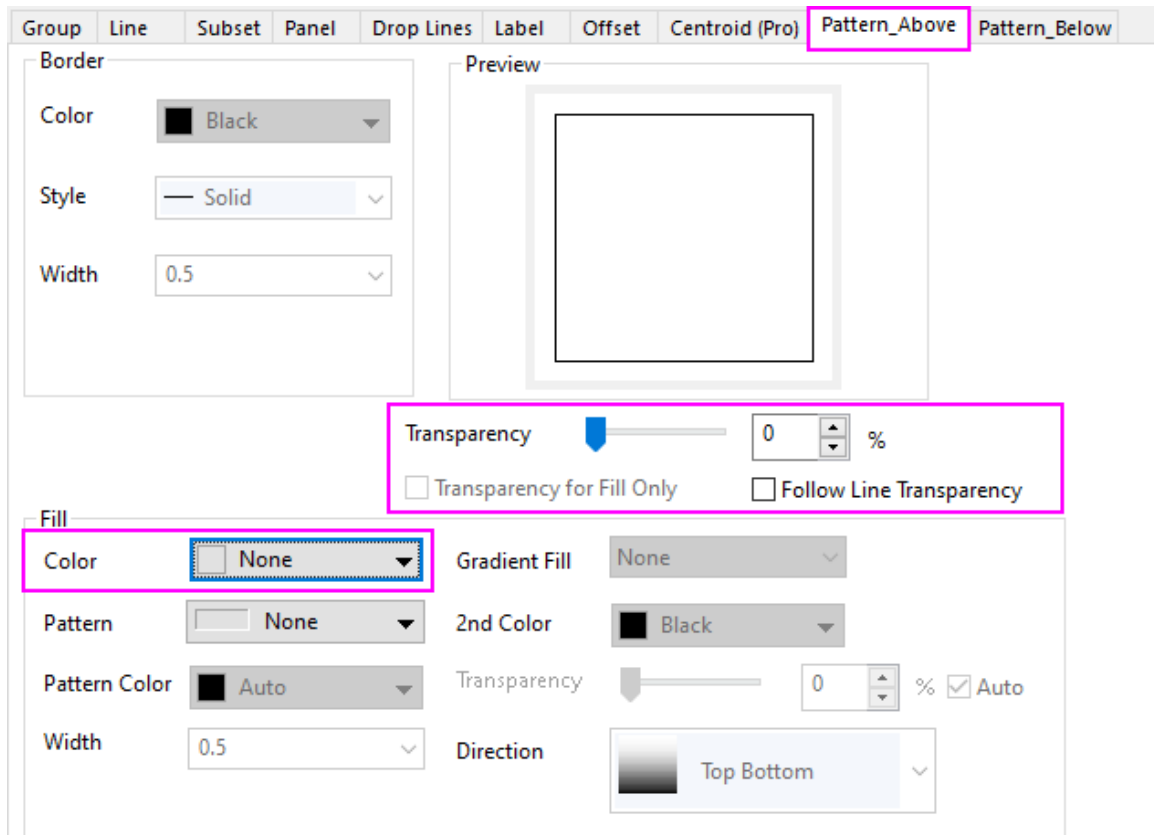 Group Line Subset Panel Drop Lines Label Offset Centroid (Pro) Pattern_Above Pattern_Below
Border
Preview
Color Black
Style Solid
Width 0.5
Transparency 0 %
Transparency for Fill Only Follow Line Transparency
Fill
Color None Gradient Fill None
Pattern None 2nd Color Black
Pattern Color Auto Transparency 0 % Auto
Width 0.5 Direction Top Bottom